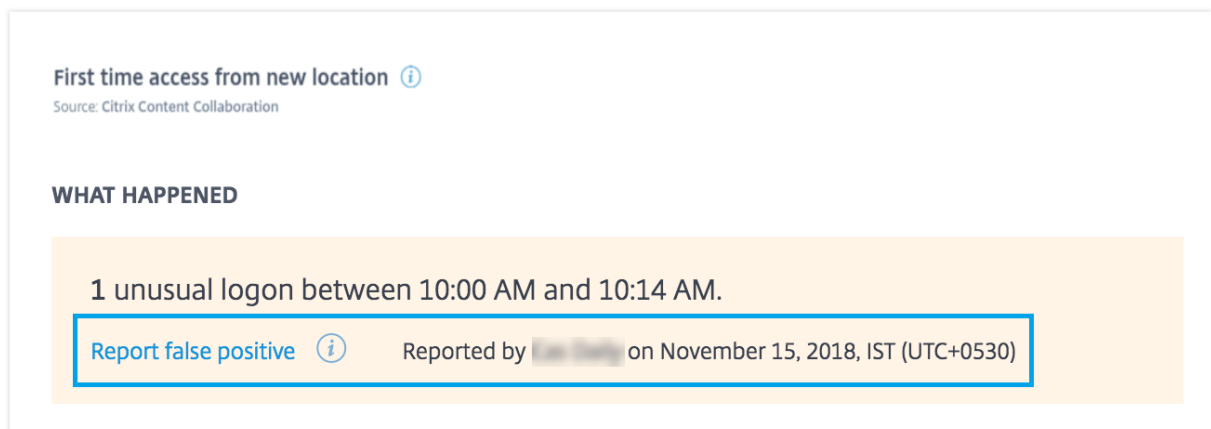 First time access from new location i
Source: Citrix Content Collaboration
WHAT HAPPENED
1 unusual logon between 10:00 AM and 10:14 AM.
Report false positive i Reported by on November 15, 2018, IST (UTC+0530)